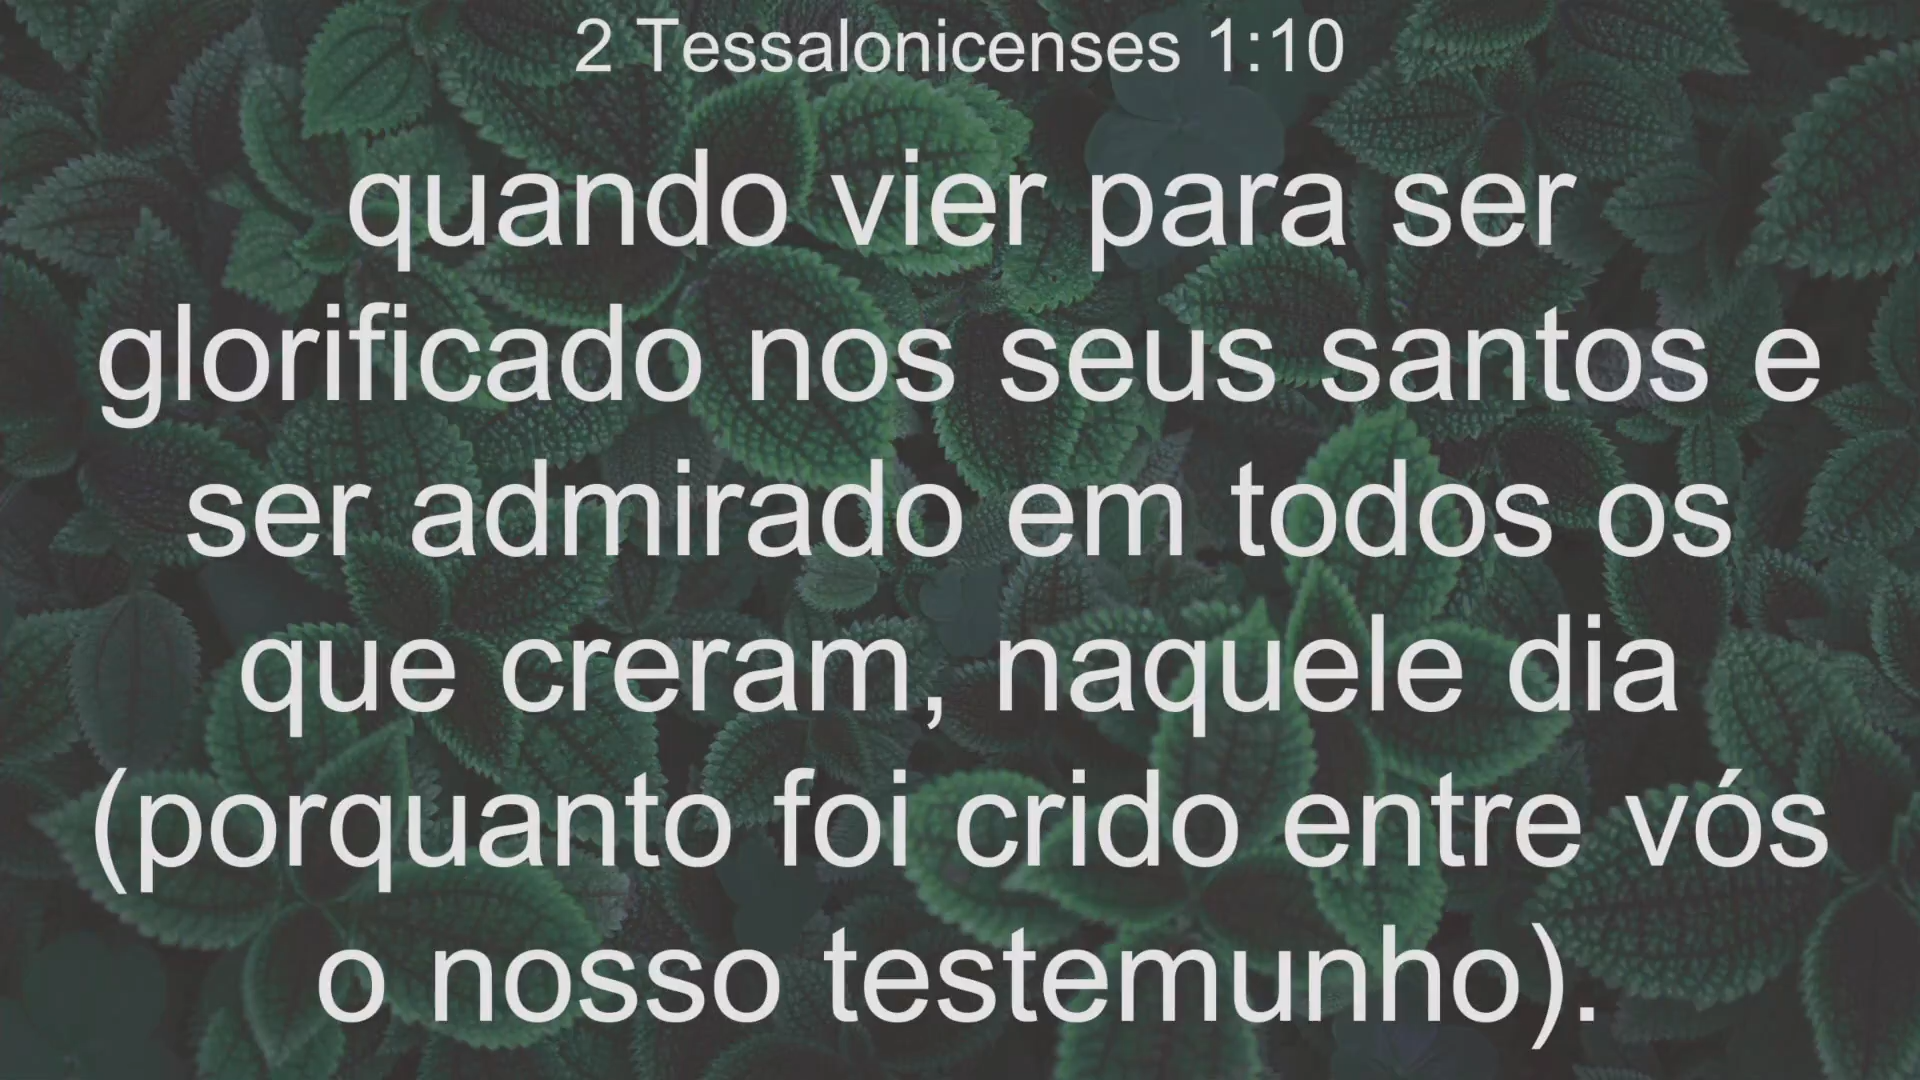 2 Tessalonicenses 1:10
quando vier para ser
glorificado nos seus santos e
ser admirado em todos os
que creram, naquele dia
(porquanto foi crido entre vós
o nosso testemunho).